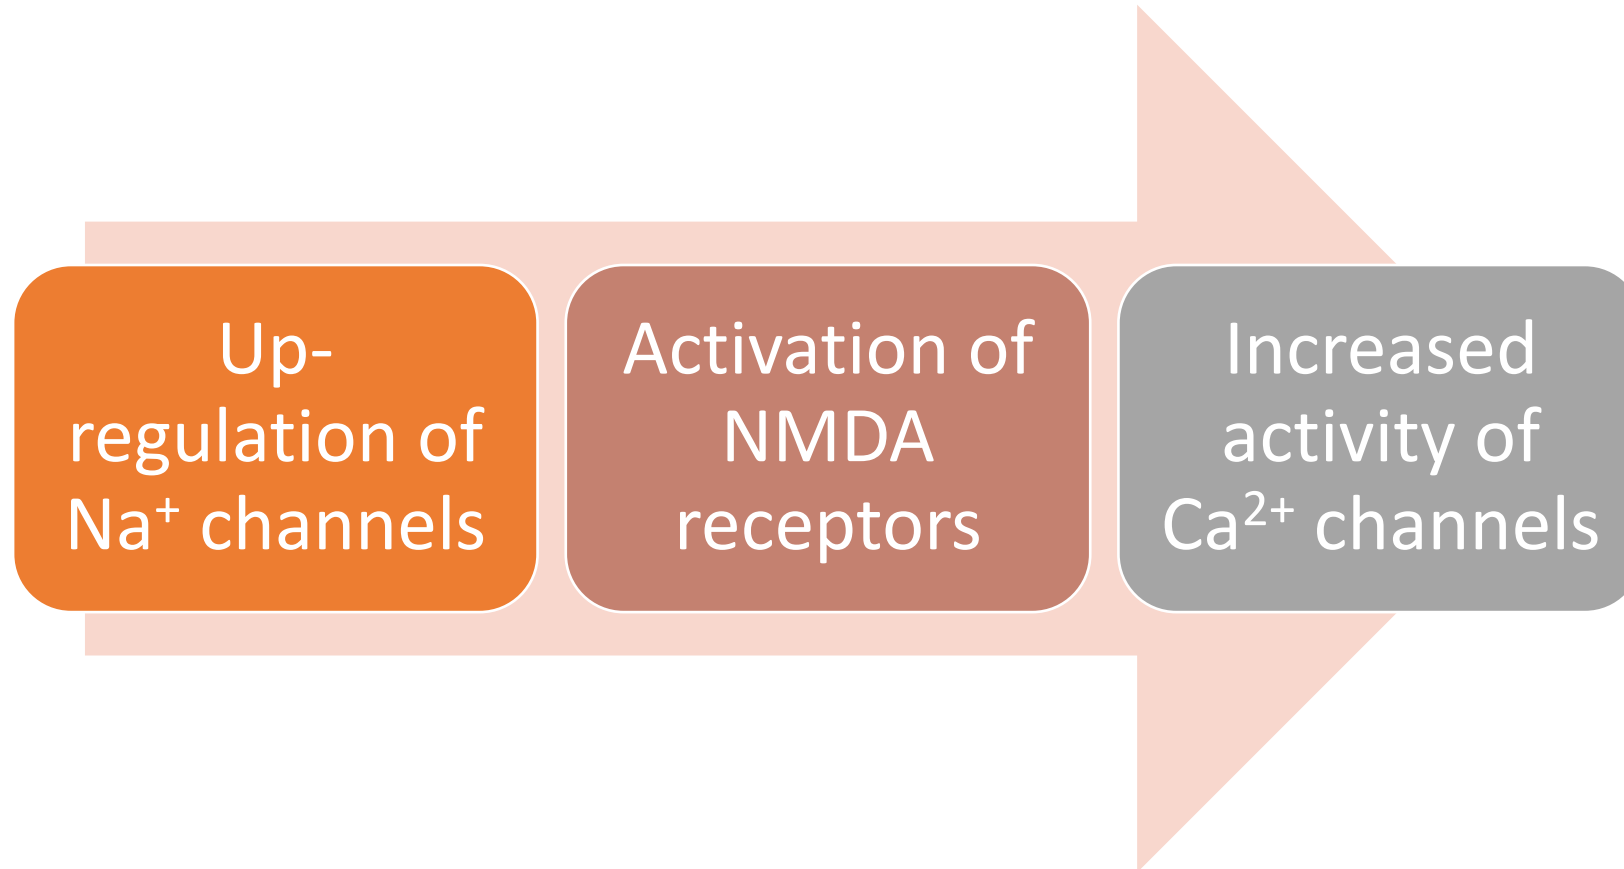 Up-
regulation of
Na⁺ channels
Activation of
NMDA
receptors
Increased
activity of
Ca²⁺ channels